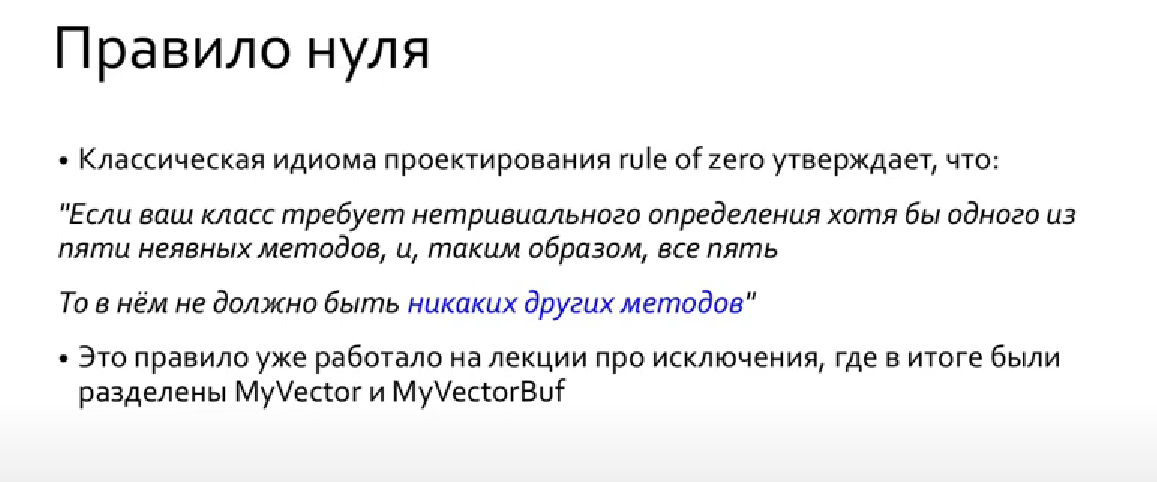 Правило нуля
• Классическая идиома проектирования rule of zero утверждает, что:
"Если ваш класс требует нетривиального определения хотя бы одного из
пяти неявных методов, и, таким образом, все пять
То в нём не должно быть никаких других методов"
• Это правило уже работало на лекции про исключения, где в итоге были
разделены MyVector и MyVectorBuf